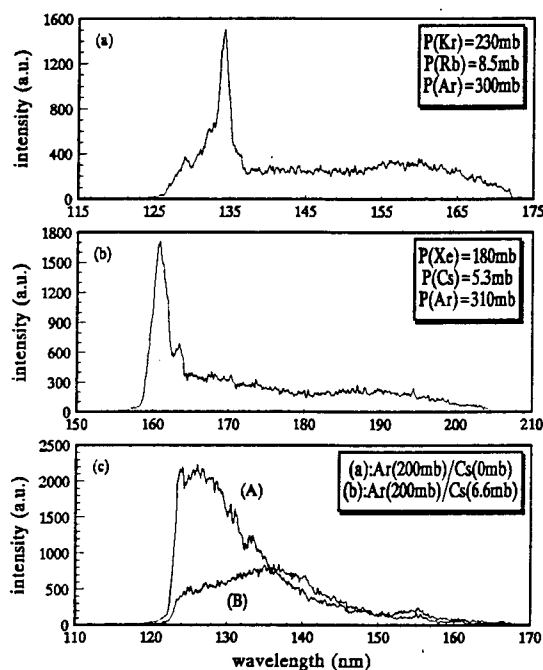 (a)
P(Kr)=230mb
P(Rb)=8.5mb
P(Ar)=300mb
intensity (a.u.)
1600
1200
800
400
0
115 125 135 145 155 165 175
(b)
P(Xe)=180mb
P(Cs)=5.3mb
P(Ar)=310mb
intensity (a.u.)
1800
1500
1200
900
600
300
0
150 160 170 180 190 200 210
(c)
(a):Ar(200mb)/Cs(0mb)
(b):Ar(200mb)/Cs(6.6mb)
(A)
(B)
intensity (a.u.)
2500
2000
1500
1000
500
0
110 120 130 140 150 160 170
wavelength (nm)